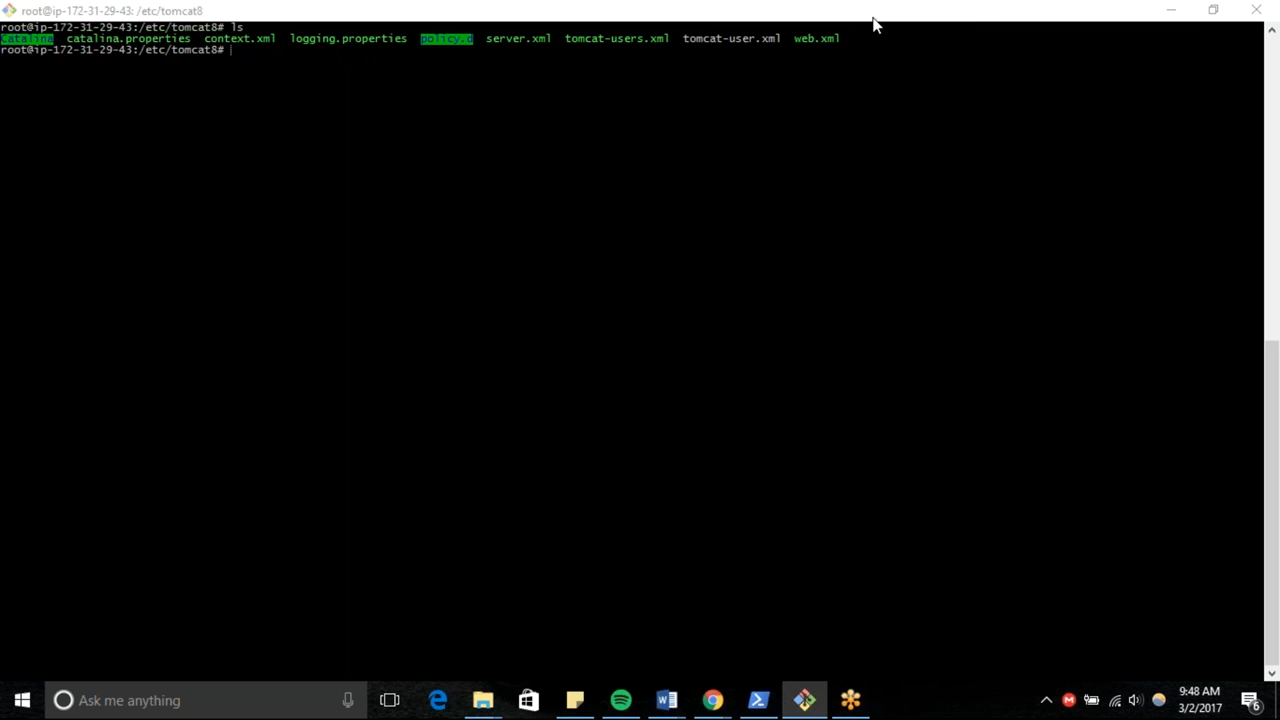 root@ip-172-31-29-43: /etc/tomcat8
root@ip-172-31-29-43:/etc/tomcat8# ls
Catalina catalina.properties context.xml logging.properties policy.d server.xml tomcat-users.xml tomcat-user.xml web.xml
root@ip-172-31-29-43:/etc/tomcat8#
Ask me anything
9:48 AM
3/2/2017
6